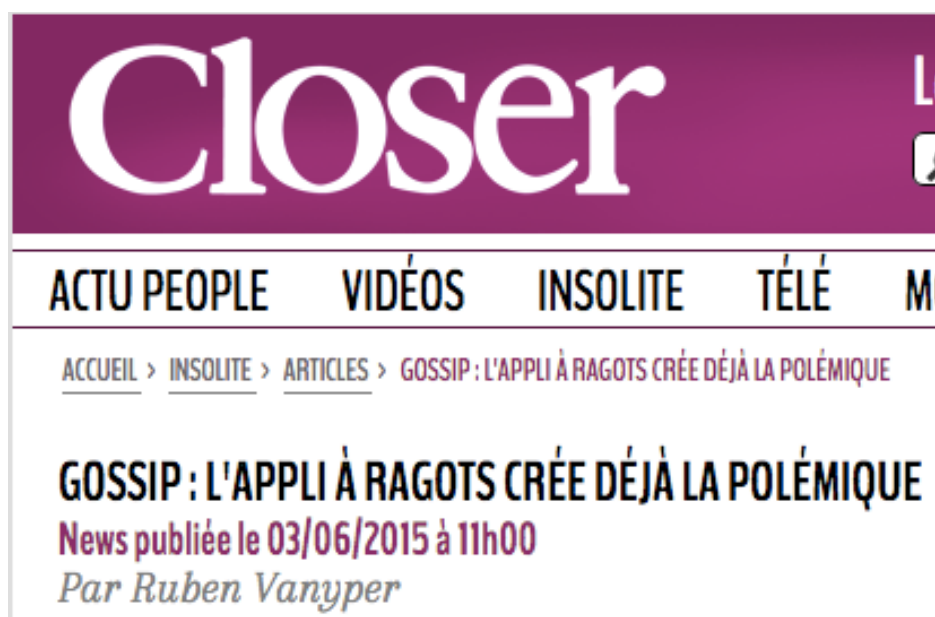 Closer
ACTU PEOPLE VIDÉOS INSOLITE TÉLÉ
ACCUEIL > INSOLITE > ARTICLES > GOSSIP : L'APPLI À RAGOTS CRÉE DÉJÀ LA POLÉMIQUE
GOSSIP : L'APPLI À RAGOTS CRÉE DÉJÀ LA POLÉMIQUE
News publiée le 03/06/2015 à 11h00
Par Ruben Vanyper